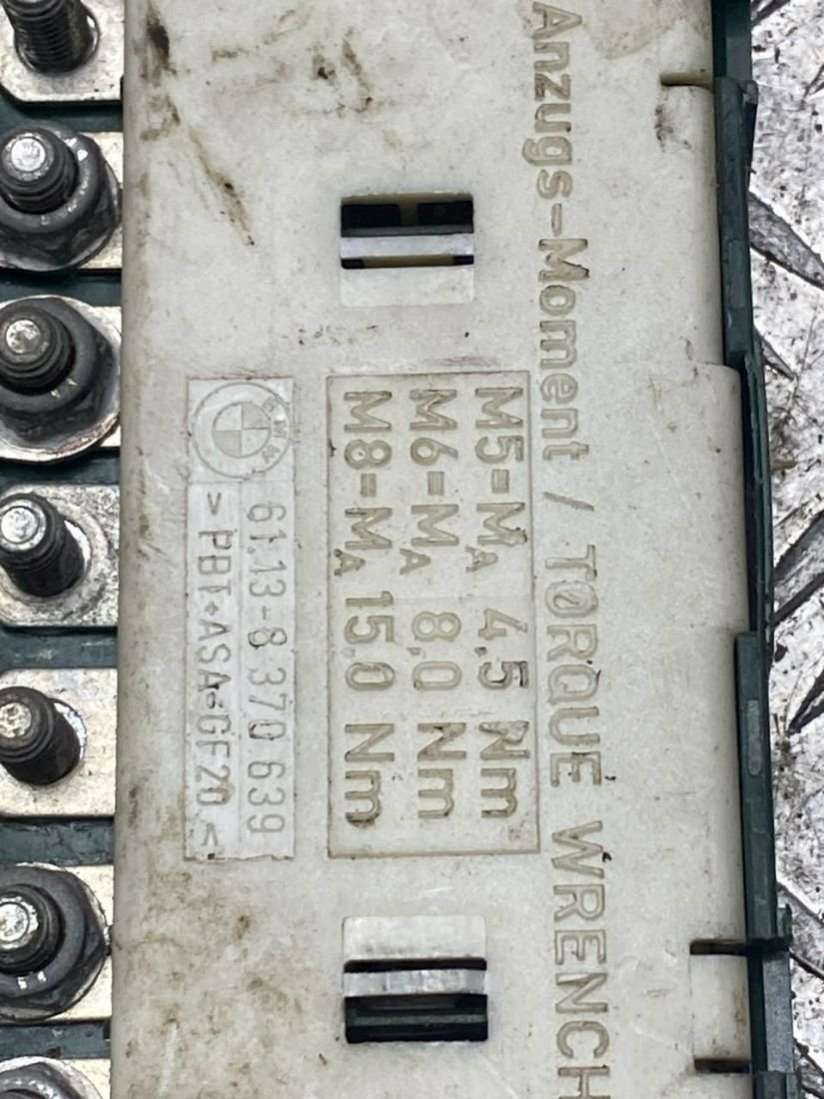 Anzugs-Moment / TORQUE WRENCH
M5=MA 4,5 Nm
M6=MA 8,0 Nm
M8=MA 15,0 Nm
BMW
61.13-8 370 639
>PBT+ASA-GF20<